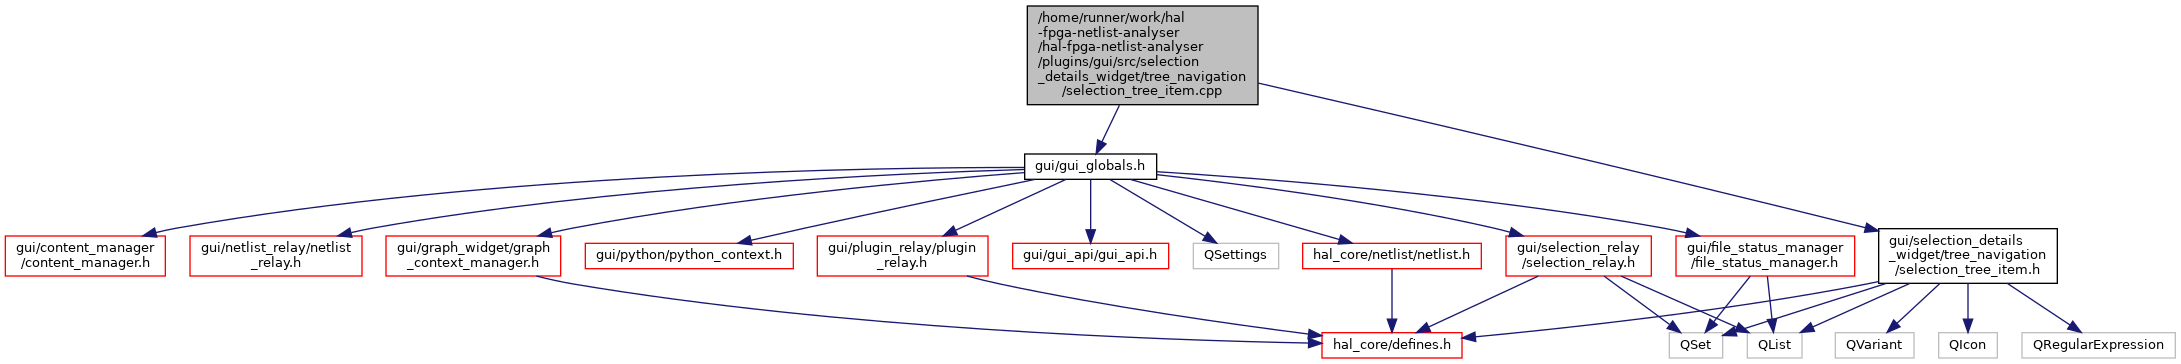 /home/runner/work/hal
-fpga-netlist-analyser
/hal-fpga-netlist-analyser
/plugins/gui/src/selection
_details_widget/tree_navigation
/selection_tree_item.cpp
gui/gui_globals.h
gui/content_manager
/content_manager.h
gui/netlist_relay/netlist
_relay.h
gui/graph_widget/graph
_context_manager.h
gui/python/python_context.h
gui/plugin_relay/plugin
_relay.h
gui/gui_api/gui_api.h
QSettings
hal_core/netlist/netlist.h
gui/selection_relay
/selection_relay.h
gui/file_status_manager
/file_status_manager.h
gui/selection_details
_widget/tree_navigation
/selection_tree_item.h
hal_core/defines.h
QSet
QList
QVariant
QIcon
QRegularExpression